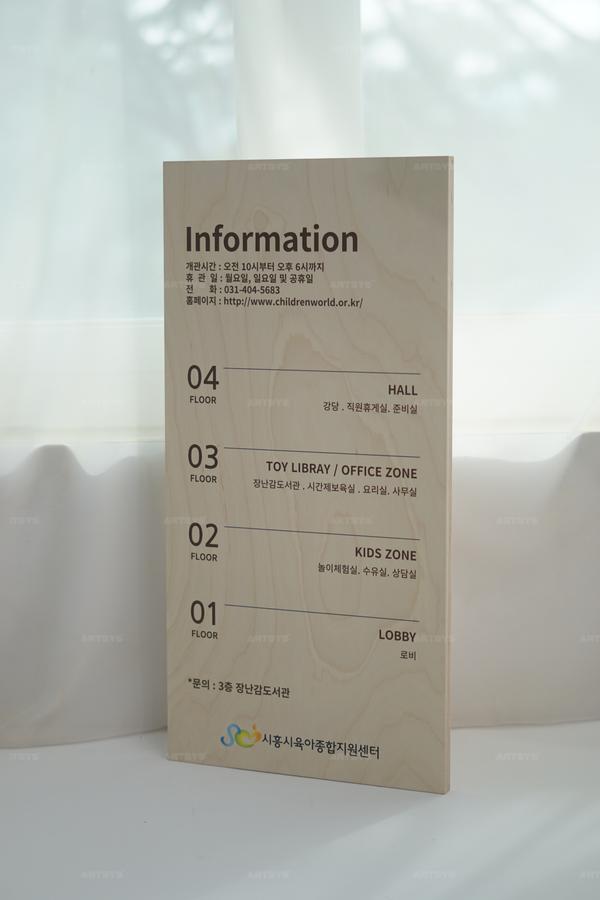 Information
개관시간 : 오전 10시부터 오후 6시까지
휴 관 일 : 월요일, 일요일 및 공휴일
전 화 : 031-404-5683
홈페이지 : http://www.childrenworld.or.kr/
04
FLOOR
HALL
강당 . 직원휴게실. 준비실
03
FLOOR
TOY LIBRAY / OFFICE ZONE
장난감도서관 . 시간제보육실 . 요리실. 사무실
02
FLOOR
KIDS ZONE
놀이체험실. 수유실. 상담실
01
FLOOR
LOBBY
로비
*문의 : 3층 장난감도서관
시흥시육아종합지원센터